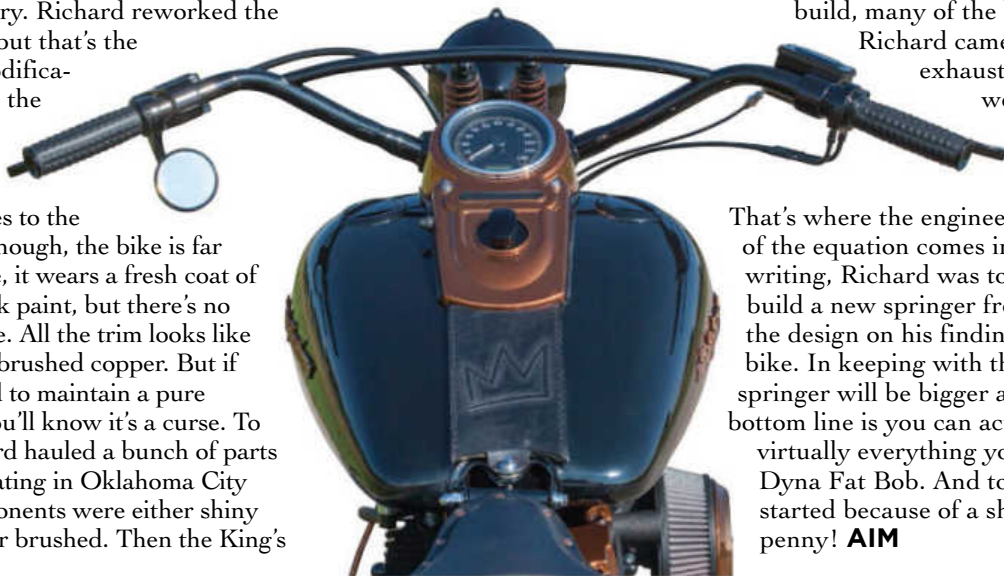 ry. Richard reworked the
out that's the
difica-
the
es to the
nough, the bike is far
e, it wears a fresh coat of
k paint, but there's no
e. All the trim looks like
brushed copper. But if
d to maintain a pure
ou'll know it's a curse. To
rd hauled a bunch of parts
ating in Oklahoma City
onents were either shiny
r brushed. Then the King's
build, many of the
Richard came
exhaust
we
That's where the enginee
of the equation comes in
writing, Richard was to
build a new springer fr
the design on his findin
bike. In keeping with th
springer will be bigger a
bottom line is you can ac
virtually everything yo
Dyna Fat Bob. And to
started because of a sh
penny! AIM